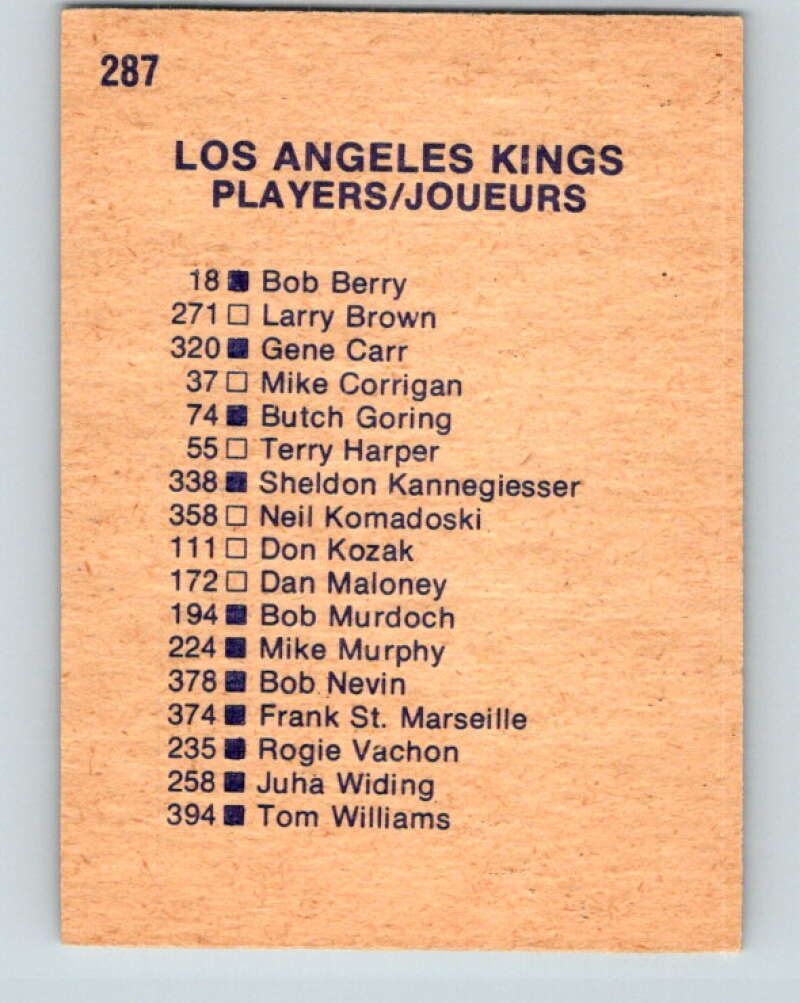 287
LOS ANGELES KINGS
PLAYERS/JOUEURS
18 ■ Bob Berry
271 □ Larry Brown
320 ■ Gene Carr
37 □ Mike Corrigan
74 ■ Butch Goring
55 □ Terry Harper
338 ■ Sheldon Kannegiesser
358 □ Neil Komadoski
111 □ Don Kozak
172 □ Dan Maloney
194 ■ Bob Murdoch
224 ■ Mike Murphy
378 ■ Bob Nevin
374 ■ Frank St. Marseille
235 ■ Rogie Vachon
258 ■ Juha Widing
394 ■ Tom Williams